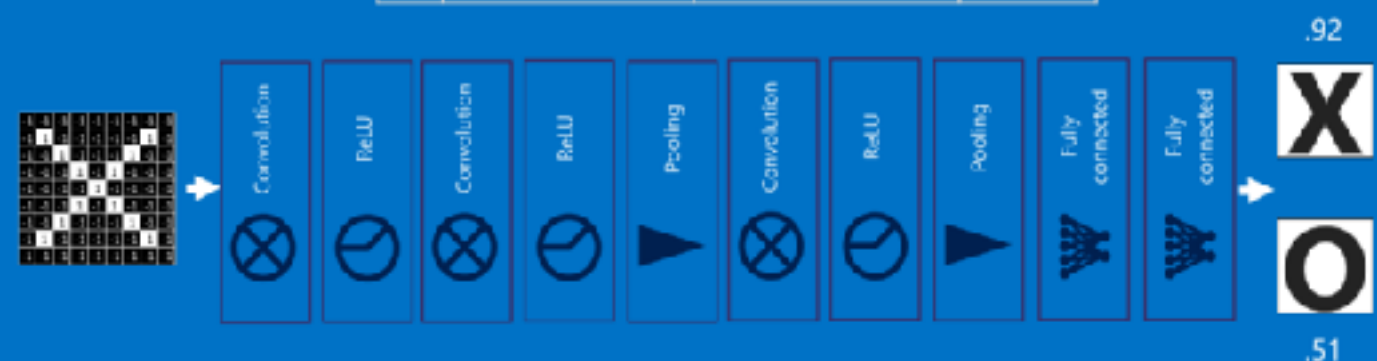 .92
Convolution
ReLU
Convolution
ReLU
Pooling
Convolution
ReLU
Pooling
Fully
connected
Fully
connected
X
O
.51